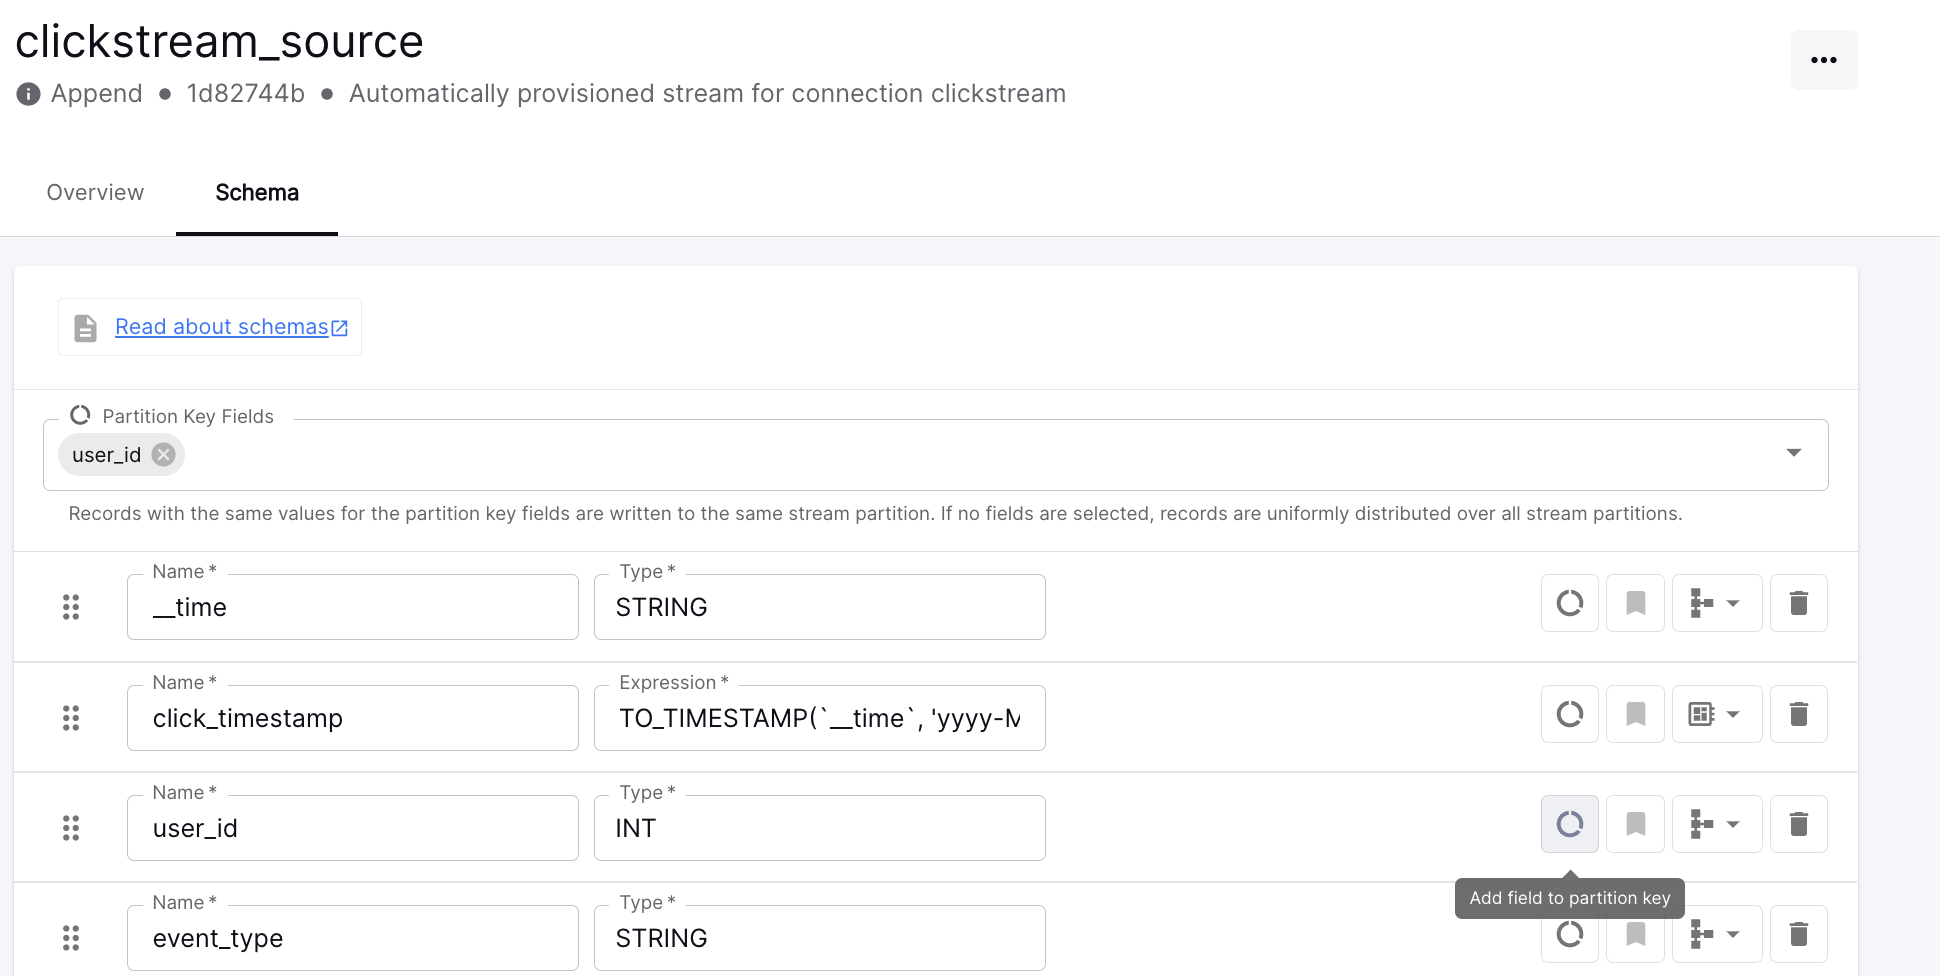 clickstream_source
Append • 1d82744b • Automatically provisioned stream for connection clickstream
Overview
Schema
Read about schemas
Partition Key Fields
user_id
Records with the same values for the partition key fields are written to the same stream partition. If no fields are selected, records are uniformly distributed over all stream partitions.
Name *
Type *
__time
STRING
Name *
Expression *
click_timestamp
TO_TIMESTAMP(`__time`, 'yyyy-M
Name *
Type *
user_id
INT
Add field to partition key
Name *
Type *
event_type
STRING